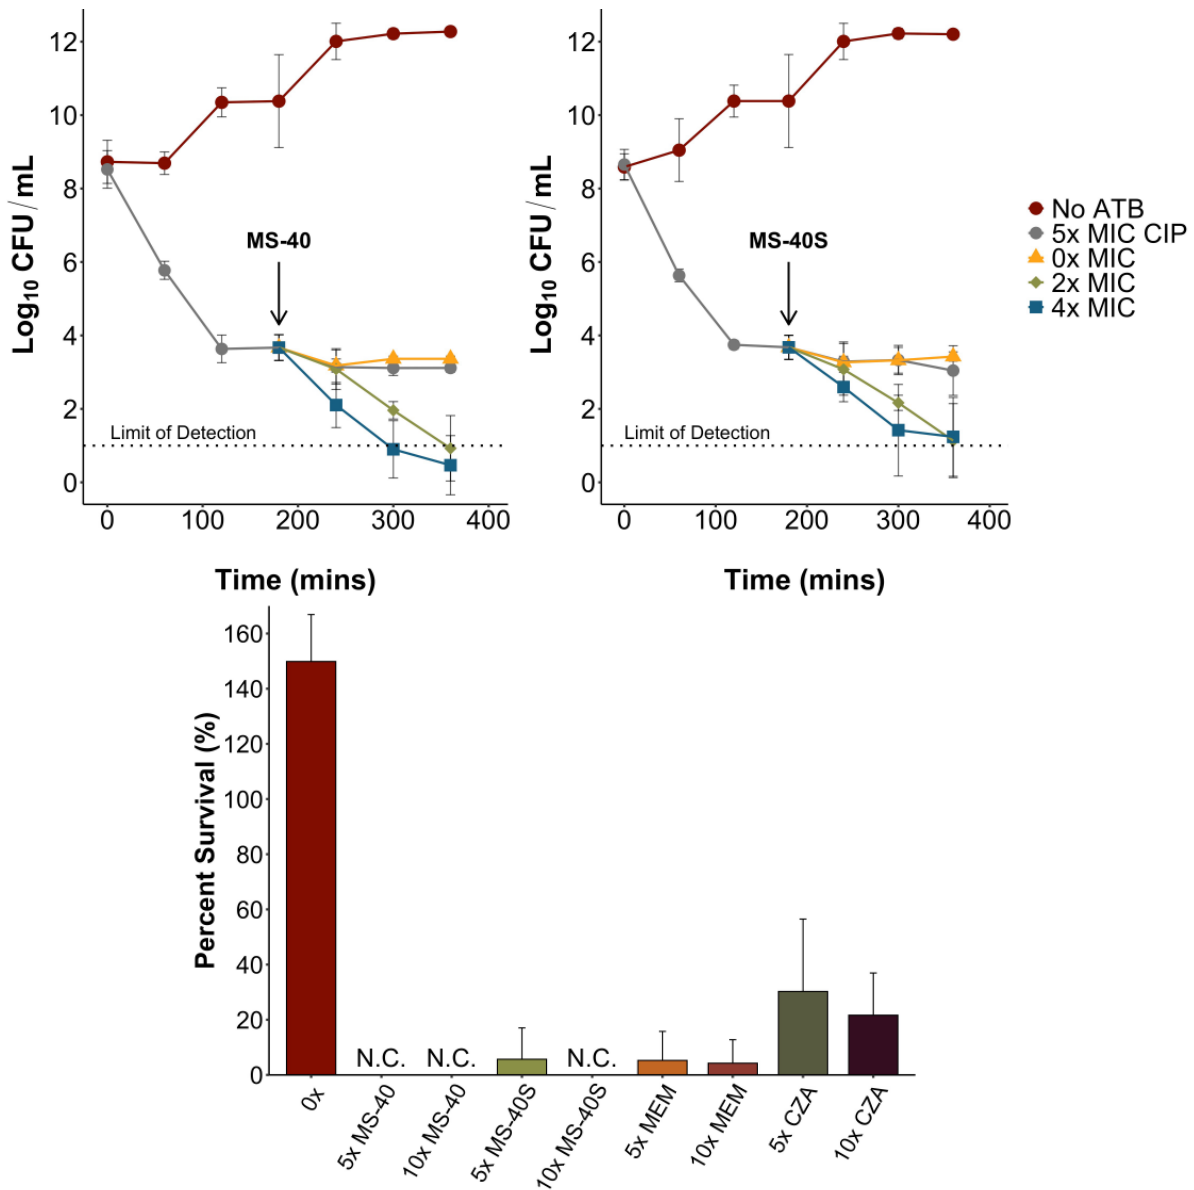 12
10
8
6
4
2
0
Log10 CFU/mL
MS-40
Limit of Detection
0 100 200 300 400
Time (mins)
12
10
8
6
4
2
0
Log10 CFU/mL
MS-40S
Limit of Detection
0 100 200 300 400
Time (mins)
No ATB
5x MIC CIP
0x MIC
2x MIC
4x MIC
160
140
120
100
80
60
40
20
0
Percent Survival (%)
N.C. N.C. N.C.
0x
5x MS-40
10x MS-40
5x MS-40S
10x MS-40S
5x MEM
10x MEM
5x CZA
10x CZA